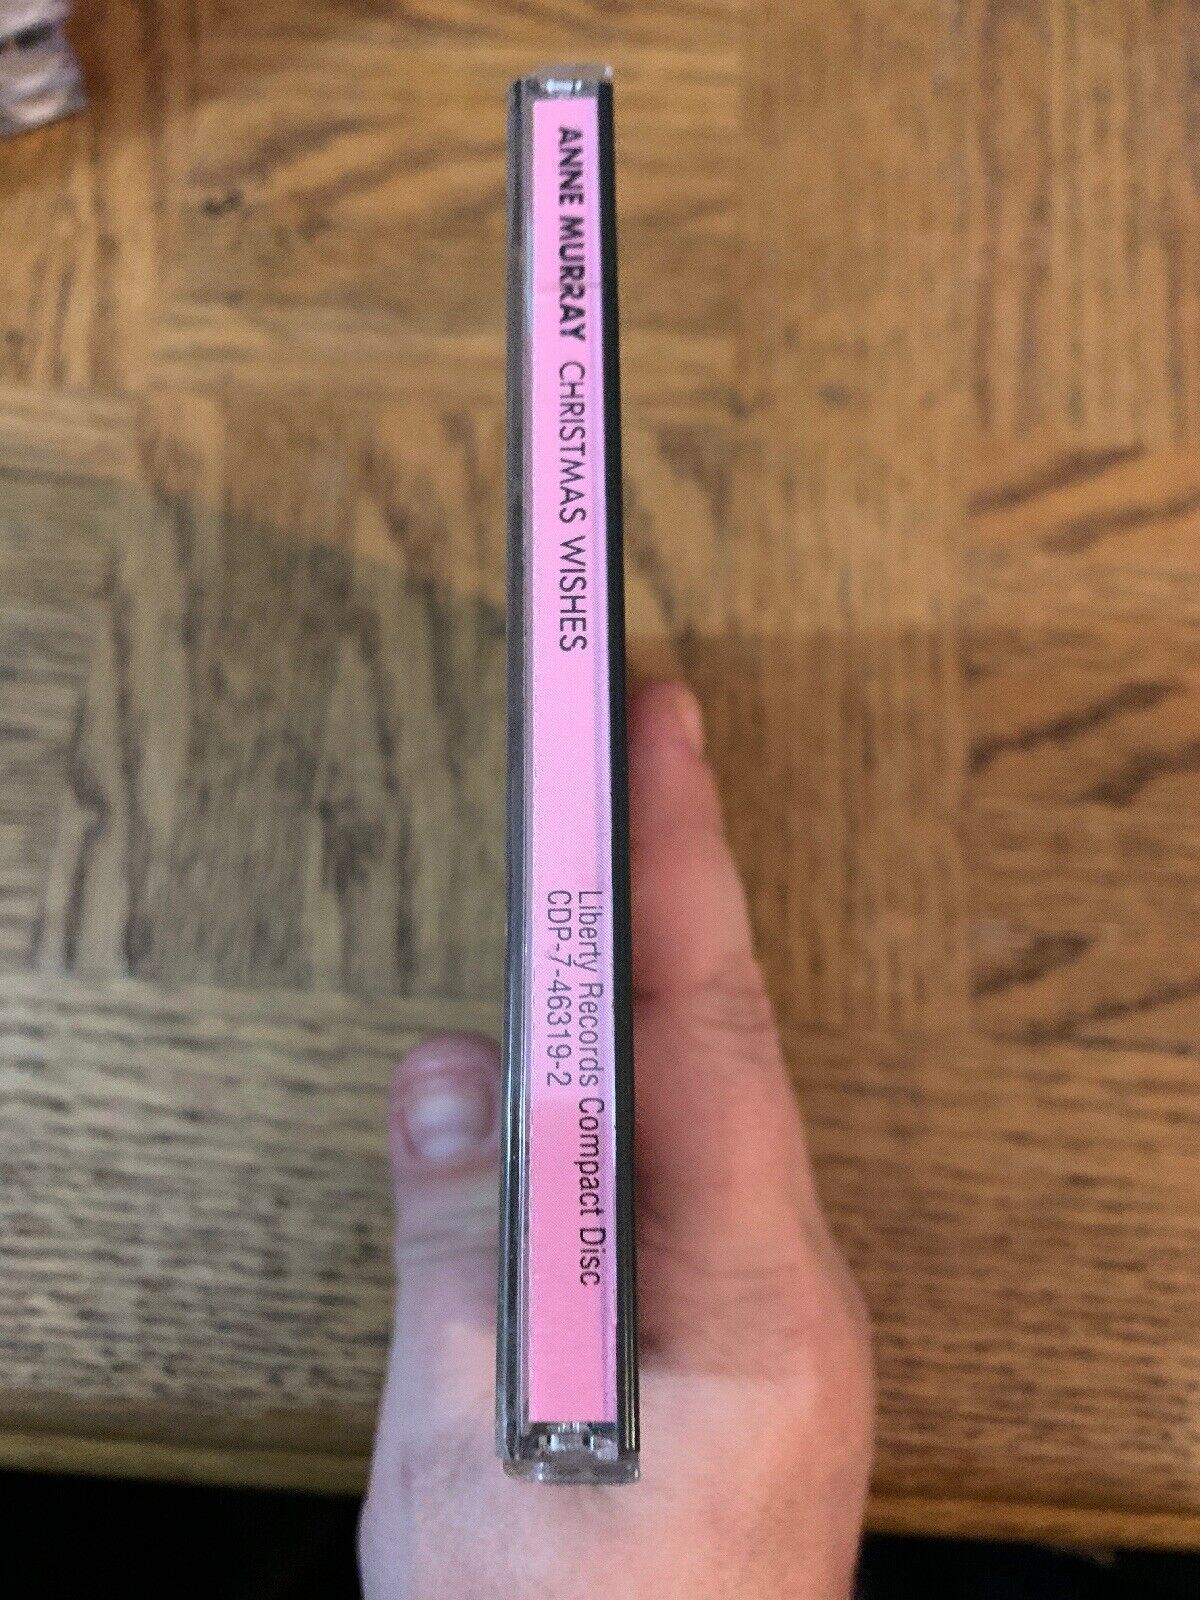 ANNE MURRAY CHRISTMAS WISHES
Liberty Records Compact Disc
CDP-7-46319-2